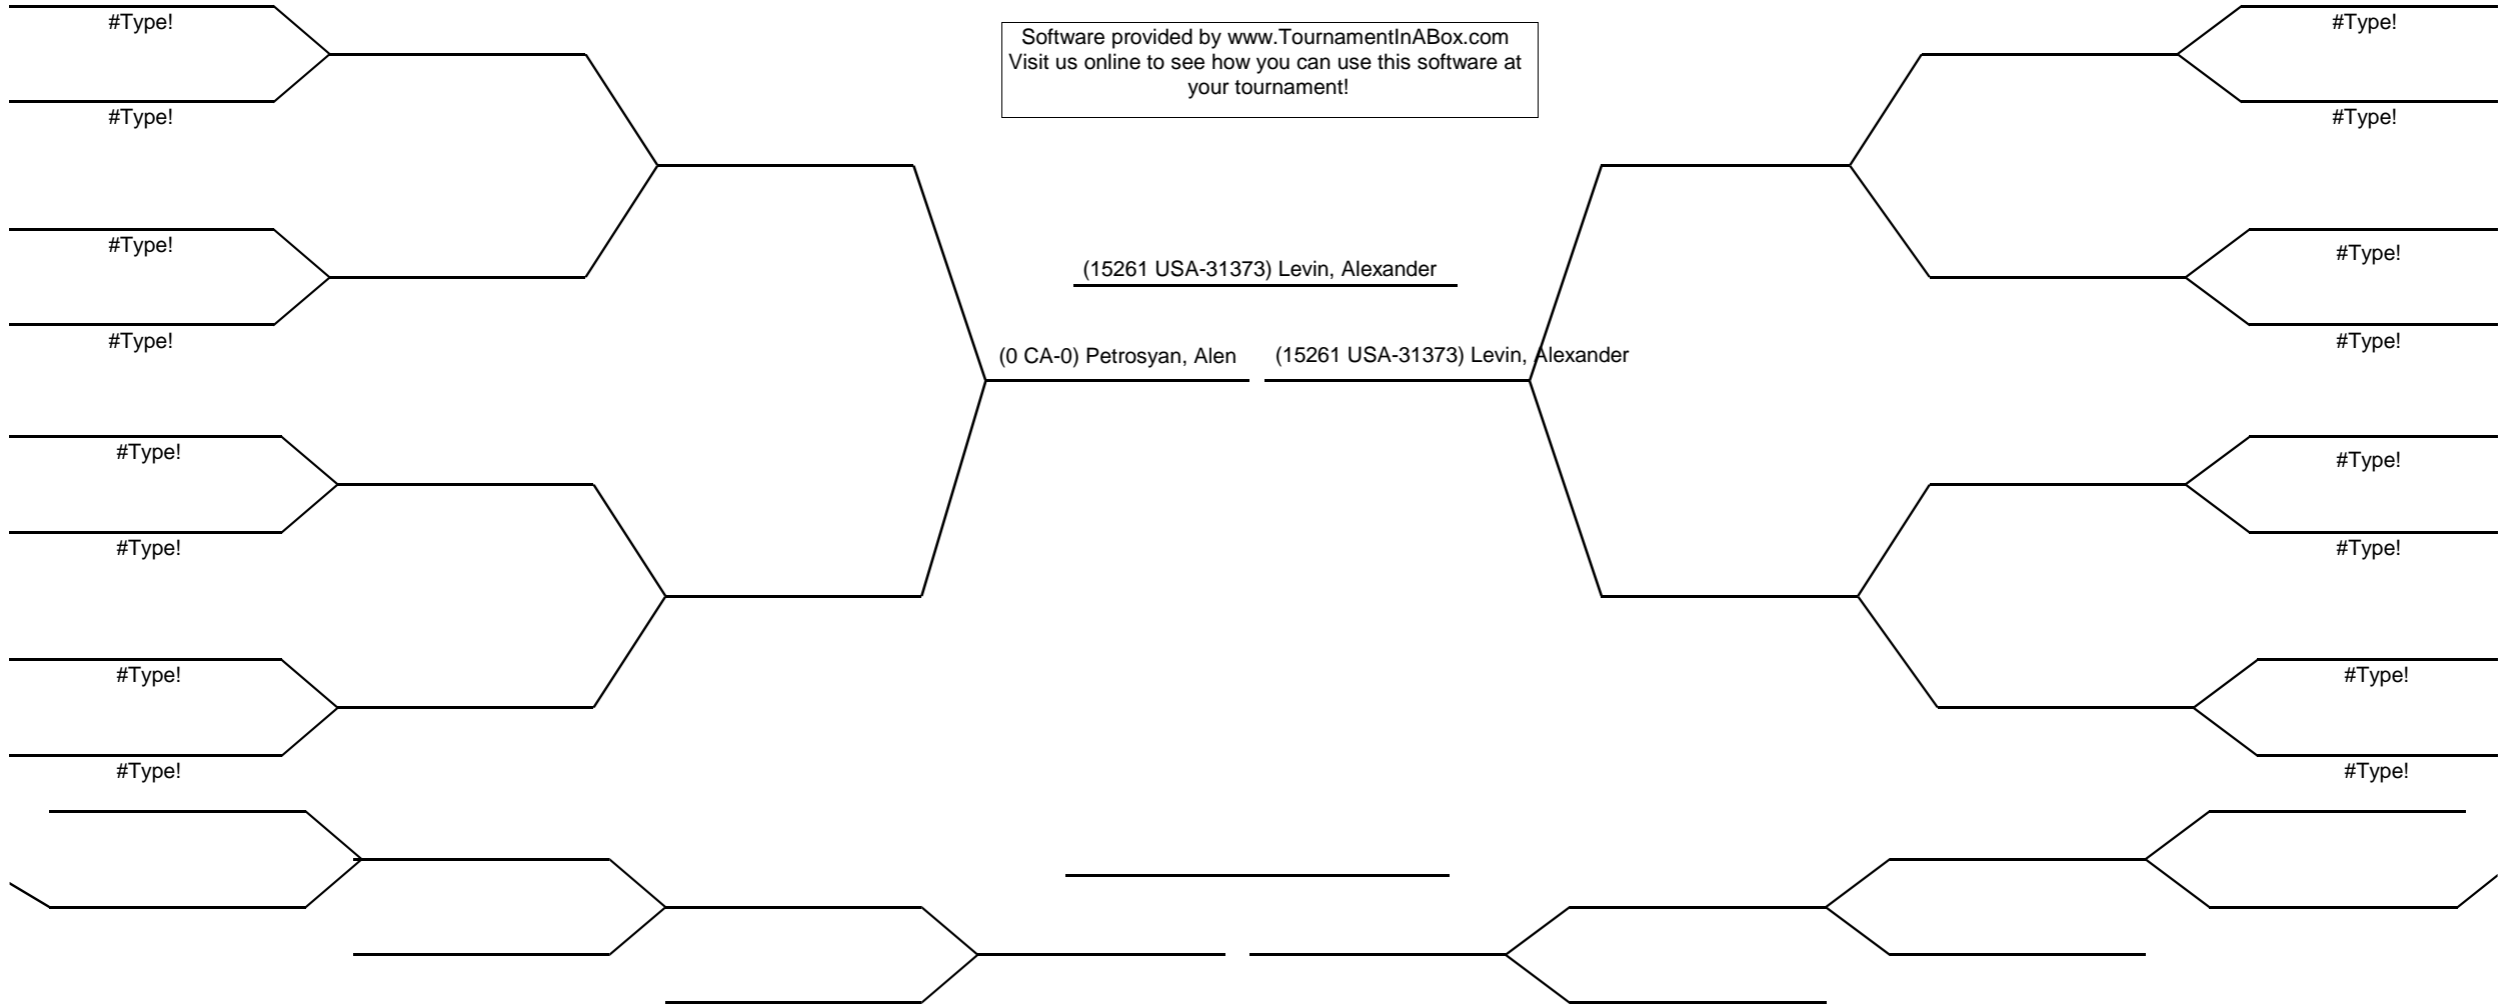 #Type!
#Type!
Software provided by www.TournamentInABox.com
Visit us online to see how you can use this software at
your tournament!
#Type!
#Type!
#Type!
#Type!
(15261 USA-31373) Levin, Alexander
#Type!
#Type!
(0 CA-0) Petrosyan, Alen
(15261 USA-31373) Levin, Alexander
#Type!
#Type!
#Type!
#Type!
#Type!
#Type!
#Type!
#Type!